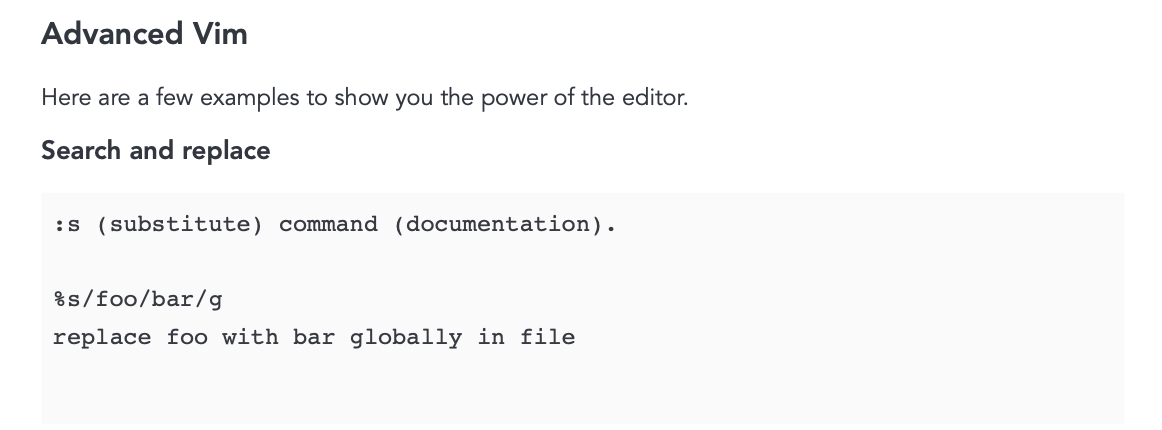 Advanced Vim
Here are a few examples to show you the power of the editor.
Search and replace
:s (substitute) command (documentation).
%s/foo/bar/g
replace foo with bar globally in file